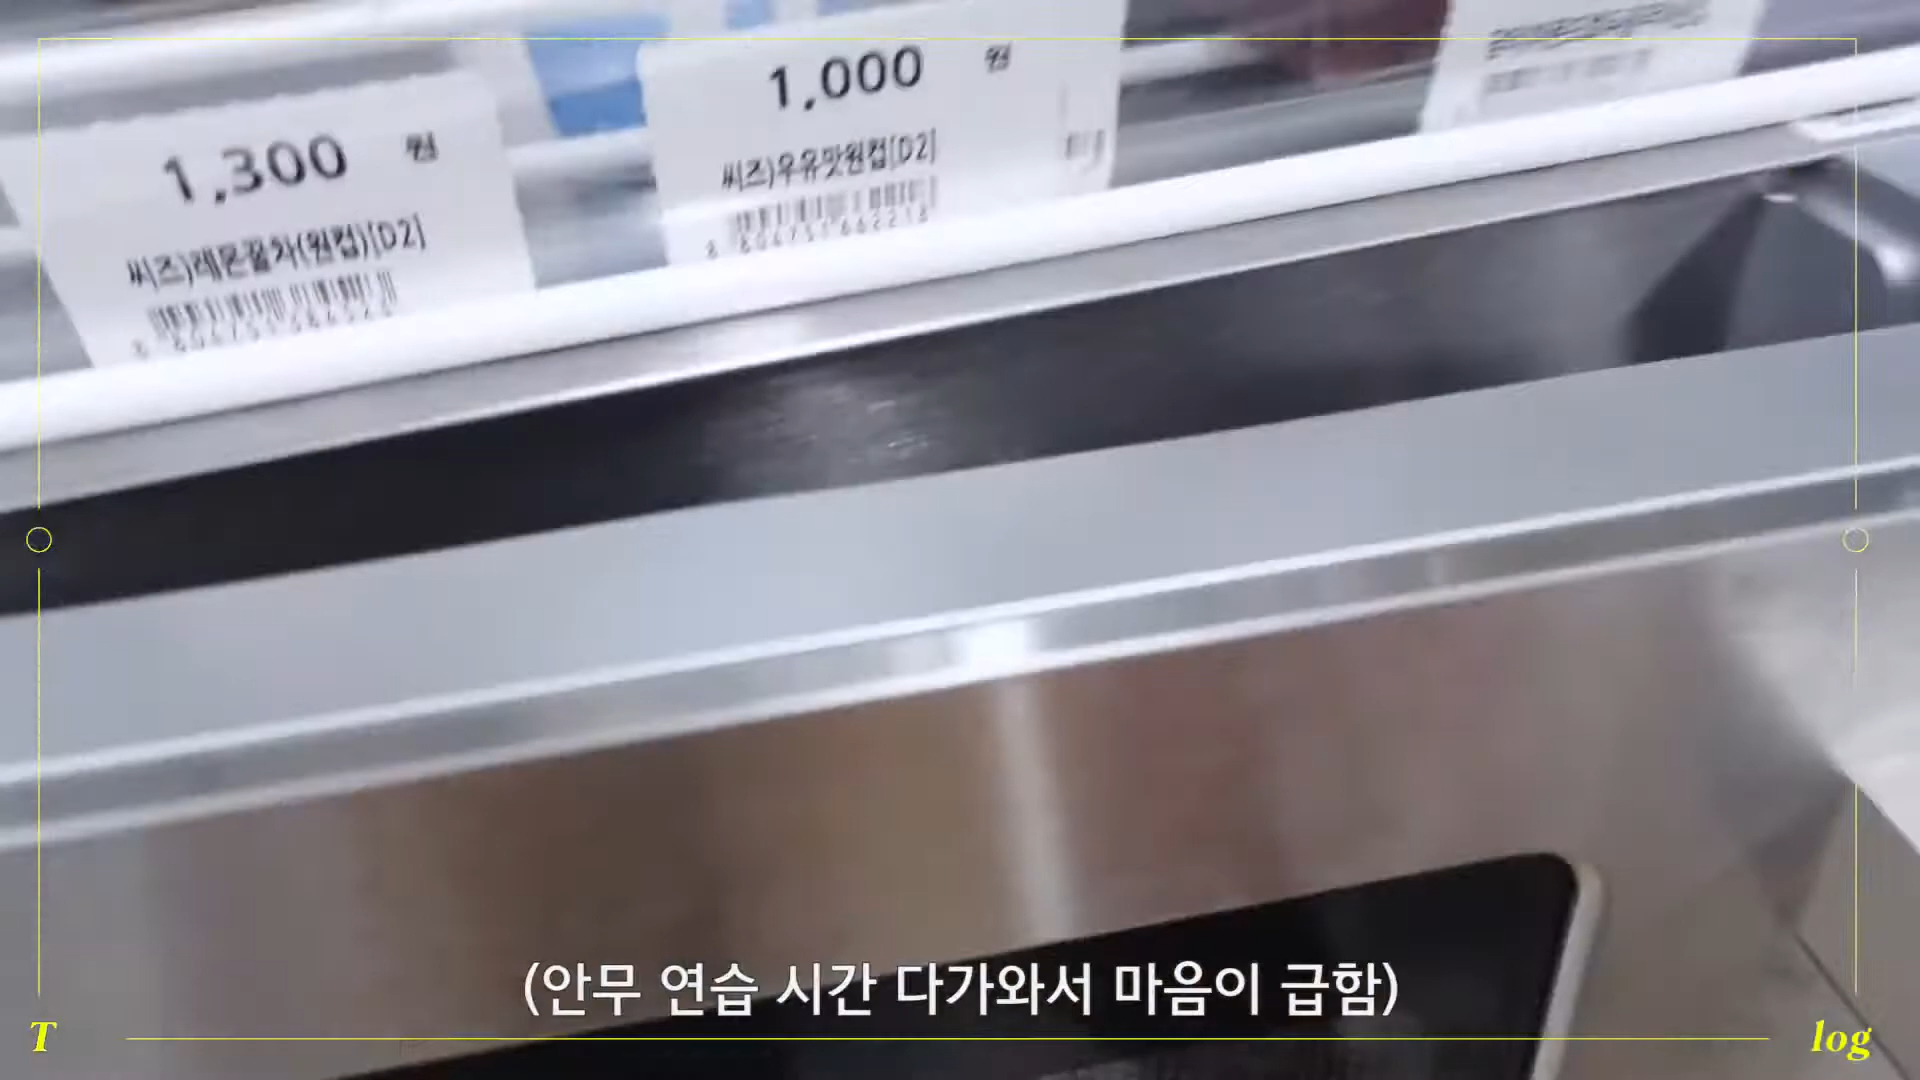 1,300 원
씨즈)레몬꿀차(원컵)[D2]
1,000 원
씨즈)우유맛원컵[D2]
(안무 연습 시간 다가와서 마음이 급함)
T log